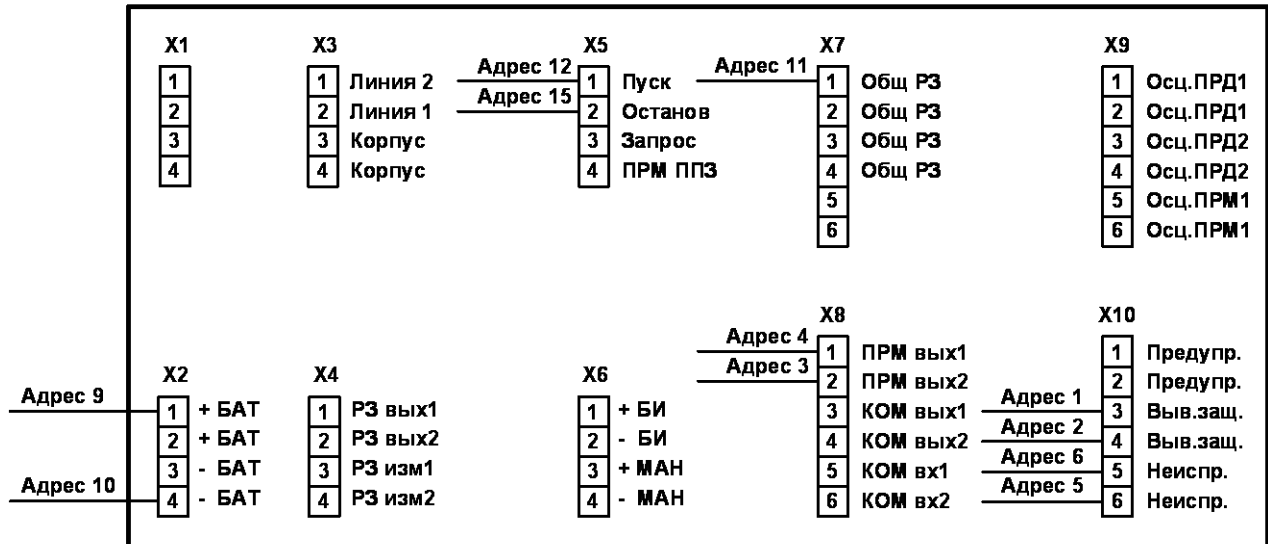 X1
1
2
3
4
X3
1 Линия 2
2 Линия 1
3 Корпус
4 Корпус
Адрес 12
Адрес 15
X5
1 Пуск
2 Останов
3 Запрос
4 ПРМ ППЗ
Адрес 11
X7
1 Общ РЗ
2 Общ РЗ
3 Общ РЗ
4 Общ РЗ
5
6
X9
1 Осц.ПРД1
2 Осц.ПРД1
3 Осц.ПРД2
4 Осц.ПРД2
5 Осц.ПРМ1
6 Осц.ПРМ1
Адрес 9
Адрес 10
X2
1 + БАТ
2 + БАТ
3 - БАТ
4 - БАТ
X4
1 РЗ вых1
2 РЗ вых2
3 РЗ изм1
4 РЗ изм2
X6
1 + БИ
2 - БИ
3 + МАН
4 - МАН
Адрес 4
Адрес 3
X8
1 ПРМ вых1
2 ПРМ вых2
3 КОМ вых1
4 КОМ вых2
5 КОМ вх1
6 КОМ вх2
Адрес 1
Адрес 2
Адрес 6
Адрес 5
X10
1 Предупр.
2 Предупр.
3 Выв.защ.
4 Выв.защ.
5 Неиспр.
6 Неиспр.